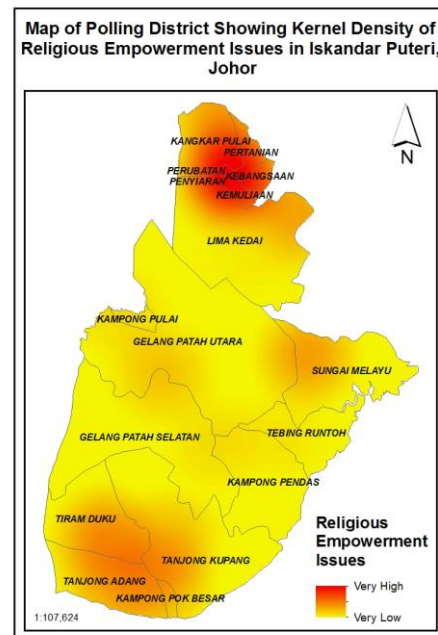 Map of Polling District Showing Kernel Density of
Religious Empowerment Issues in Iskandar Puteri,
Johor
N
KANGKAR PULAI
PERTANIAN
PERUBATAN
KEBANGSAAN
PENYIARAN
KEMULIAAN
LIMA KEDAI
KAMPONG PULAI
GELANG PATAH UTARA
SUNGAI MELAYU
TEBING RUNTOH
GELANG PATAH SELATAN
KAMPONG PENDAS
TIRAM DUKU
TANJONG KUPANG
TANJONG ADANG
KAMPONG POK BESAR
Religious
Empowerment
Issues
Very High
Very Low
1:107,624